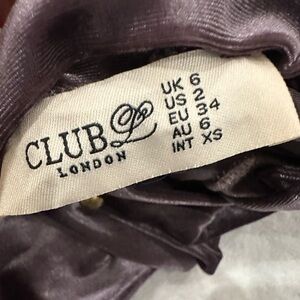 CLUB L
LONDON
UK 6
US 2
EU 34
AU 6
INT XS